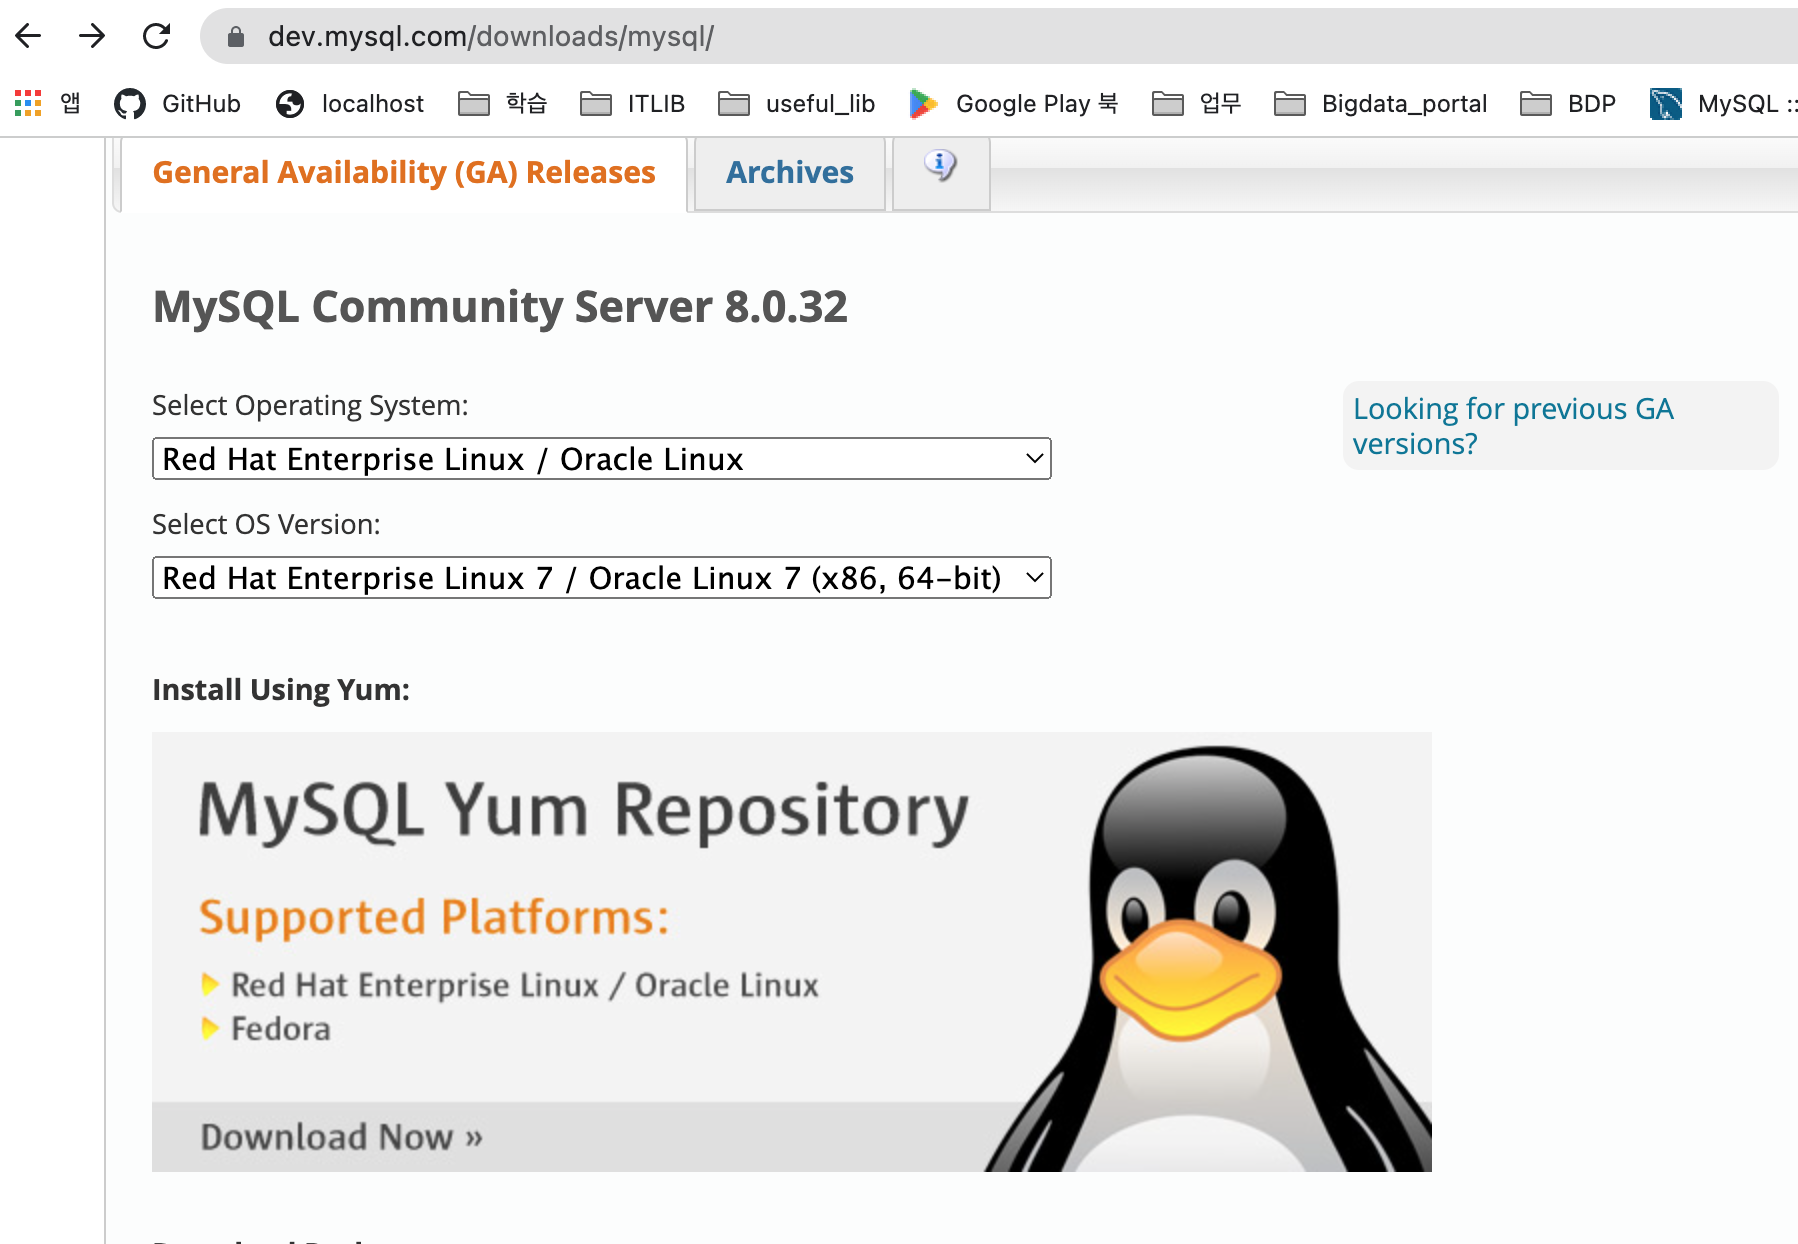 dev.mysql.com/downloads/mysql/
앱 GitHub localhost 학습 ITLIB useful_lib Google Play 북 업무 Bigdata_portal BDP MySQL ::
General Availability (GA) Releases Archives
MySQL Community Server 8.0.32
Select Operating System:
Looking for previous GA
versions?
Red Hat Enterprise Linux / Oracle Linux
Select OS Version:
Red Hat Enterprise Linux 7 / Oracle Linux 7 (x86, 64-bit)
Install Using Yum:
MySQL Yum Repository
Supported Platforms:
Red Hat Enterprise Linux / Oracle Linux
Fedora
Download Now »